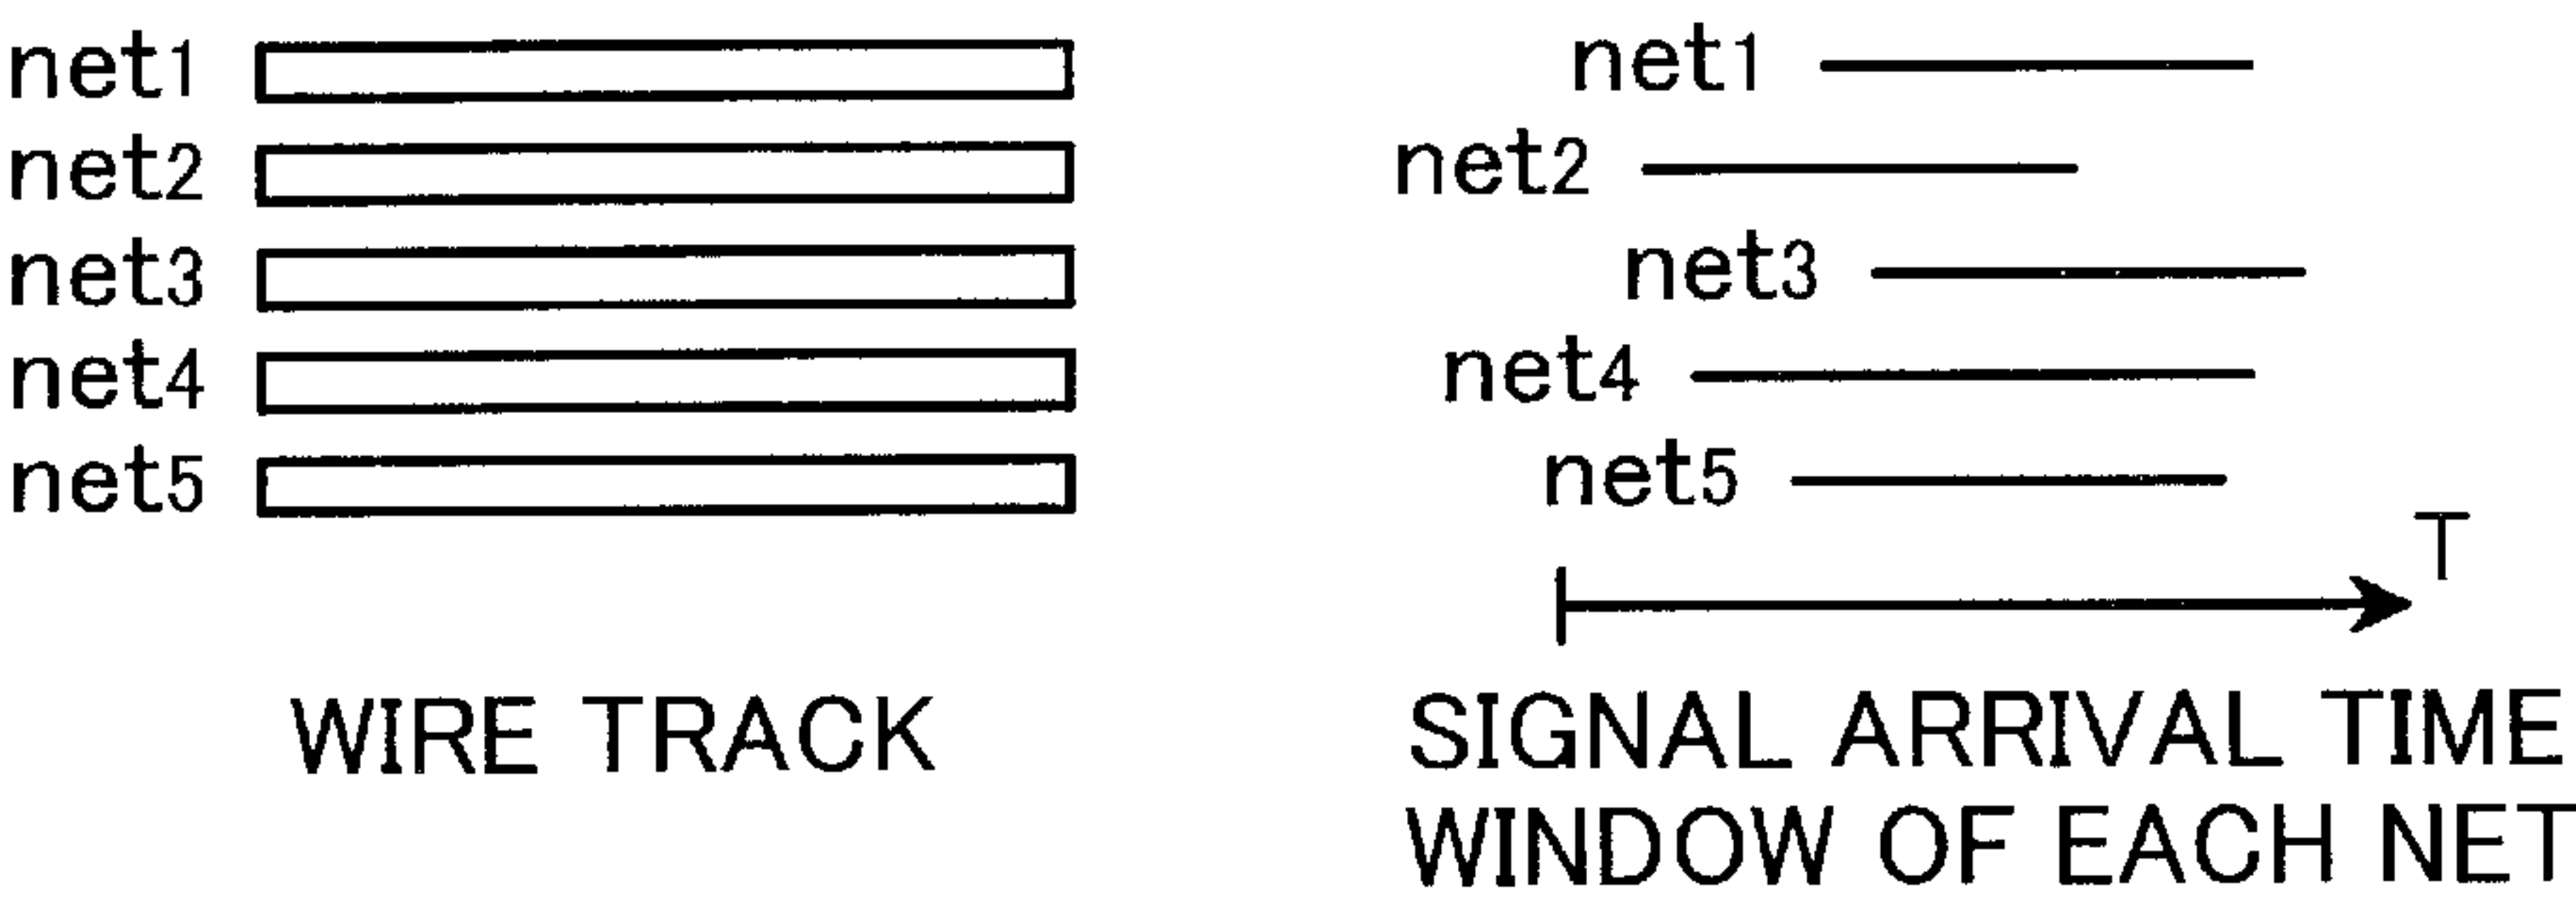 net1
net2
net3
net4
net5
WIRE TRACK
net1
net2
net3
net4
net5
T
SIGNAL ARRIVAL TIME
WINDOW OF EACH NET